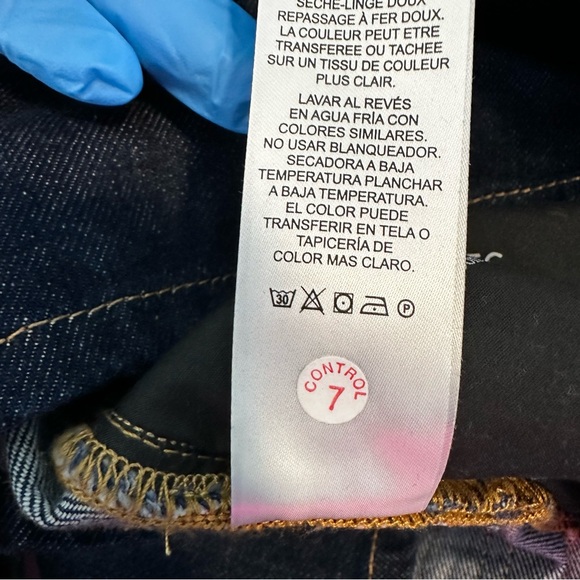 SÈCHE-LINGE DOUX
REPASSAGE À FER DOUX.
LA COULEUR PEUT ETRE
TRANSFEREE OU TACHEE
SUR UN TISSU DE COULEUR
PLUS CLAIR.
LAVAR AL REVÉS
EN AGUA FRÍA CON
COLORES SIMILARES.
NO USAR BLANQUEADOR.
SECADORA A BAJA
TEMPERATURA PLANCHAR
A BAJA TEMPERATURA.
EL COLOR PUEDE
TRANSFERIR EN TELA O
TAPICERÍA DE
COLOR MAS CLARO.
30 P
CONTROL
7